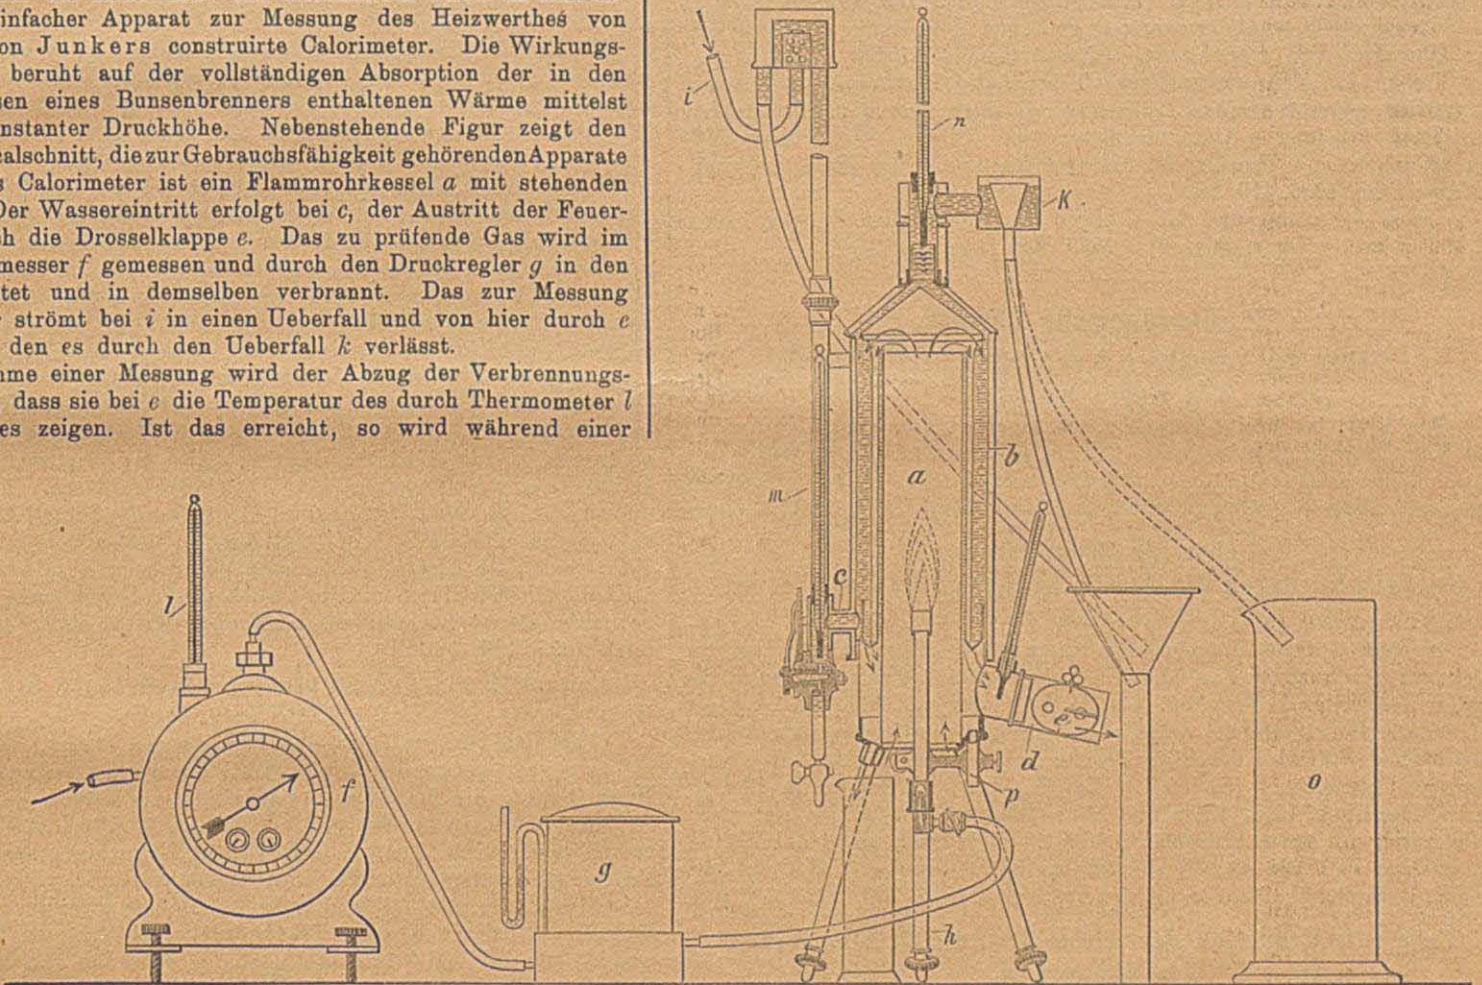 infacher Apparat zur Messung des Heizwerthes von
on Junkers construirte Calorimeter. Die Wirkungs-
beruht auf der vollständigen Absorption der in den
en eines Bunsenbrenners enthaltenen Wärme mittelst
nstanter Druckhöhe. Nebenstehende Figur zeigt den
alschnitt, die zur Gebrauchsfähigkeit gehörenden Apparate
s Calorimeter ist ein Flammrohrkessel a mit stehenden
Der Wassereintritt erfolgt bei c, der Austritt der Feuer-
h die Drosselklappe e. Das zu prüfende Gas wird im
messer f gemessen und durch den Druckregler g in den
tet und in demselben verbrannt. Das zur Messung
strömt bei i in einen Ueberfall und von hier durch c
den es durch den Ueberfall k verlässt.
me einer Messung wird der Abzug der Verbrennungs-
dass sie bei e die Temperatur des durch Thermometer l
es zeigen. Ist das erreicht, so wird während einer
i
n
K
b
a
m
c
l
e
d
p
o
f
g
h